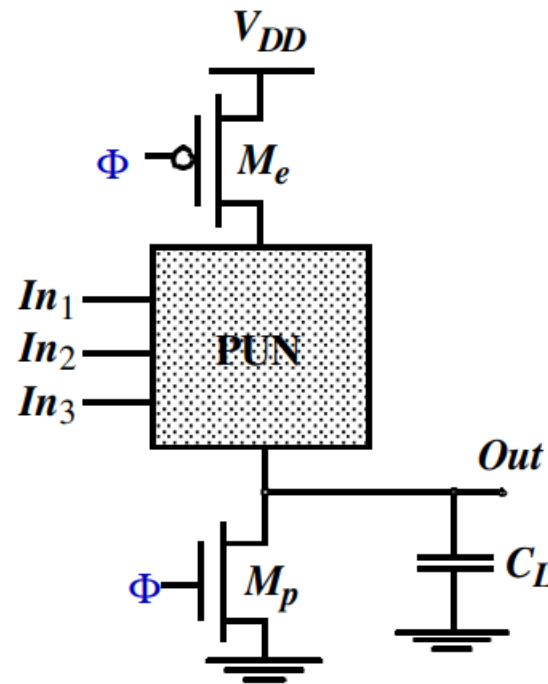 V_DD
Φ M_e
In_1
In_2
In_3
PUN
Out
Φ M_p
C_L